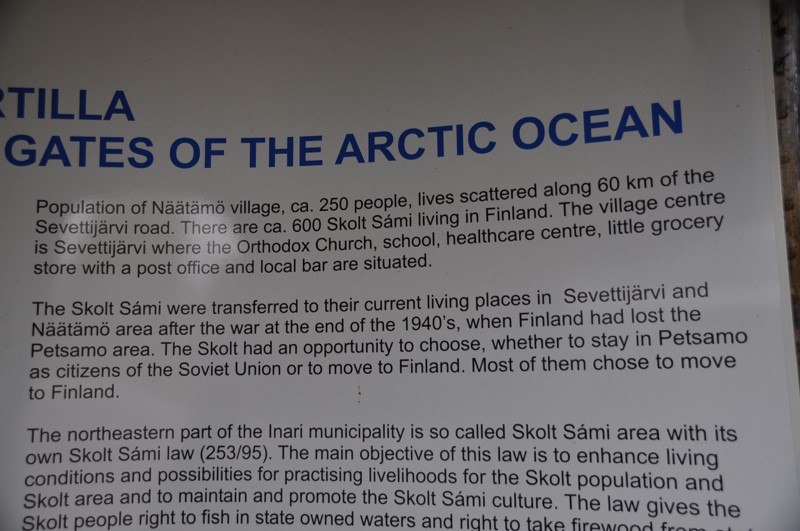 RTILLA
GATES OF THE ARCTIC OCEAN
Population of Näätämö village, ca. 250 people, lives scattered along 60 km of the
Sevettijärvi road. There are ca. 600 Skolt Sámi living in Finland. The village centre
is Sevettijärvi where the Orthodox Church, school, healthcare centre, little grocery
store with a post office and local bar are situated.
The Skolt Sámi were transferred to their current living places in Sevettijärvi and
Näätämö area after the war at the end of the 1940's, when Finland had lost the
Petsamo area. The Skolt had an opportunity to choose, whether to stay in Petsamo
as citizens of the Soviet Union or to move to Finland. Most of them chose to move
to Finland.
The northeastern part of the Inari municipality is so called Skolt Sámi area with its
own Skolt Sámi law (253/95). The main objective of this law is to enhance living
conditions and possibilities for practising livelihoods for the Skolt population and
Skolt area and to maintain and promote the Skolt Sámi culture. The law gives the
Skolt people right to fish in state owned waters and right to take firewood from